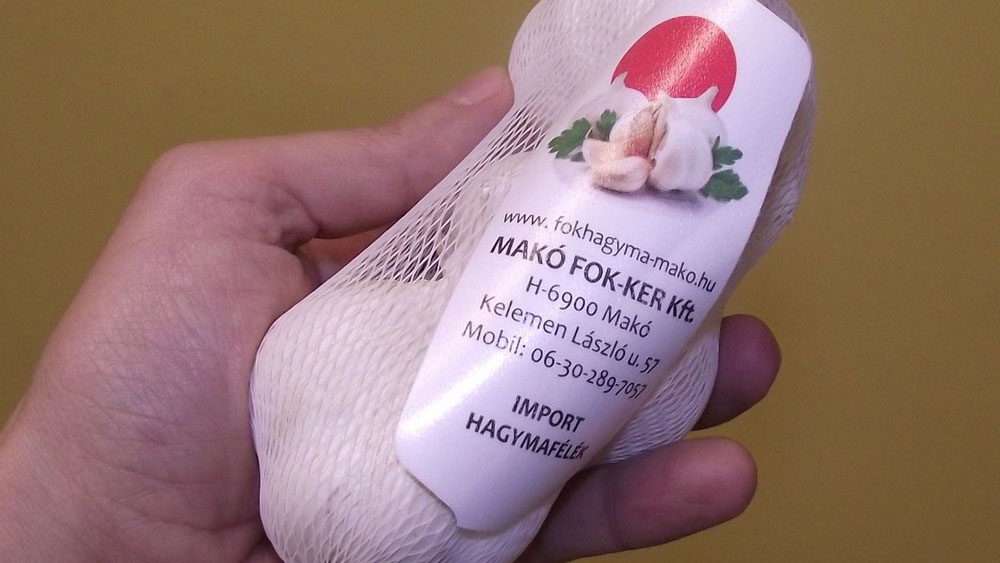 www. fokhagyma-mako.hu
MAKÓ FOK-KER Kft.
H-6900 Makó
Kelemen László u. 57
Mobil: 06-30-289-7057
IMPORT
HAGYMAFÉLÉK